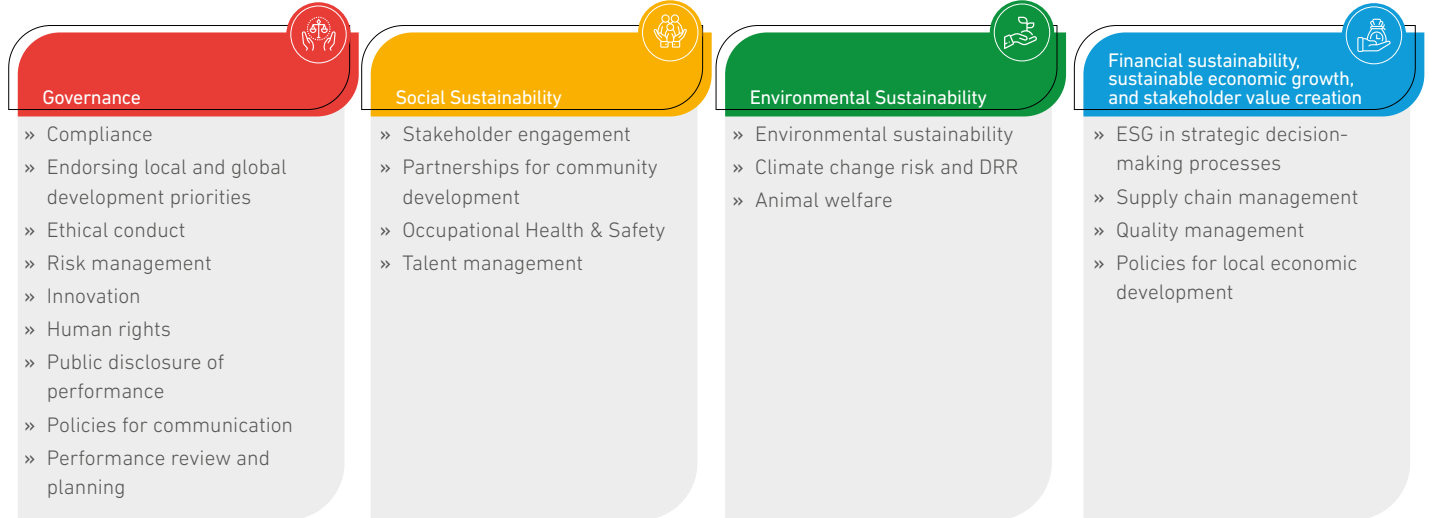 Governance
» Compliance
» Endorsing local and global
development priorities
» Ethical conduct
» Risk management
» Innovation
» Human rights
» Public disclosure of
performance
» Policies for communication
» Performance review and
planning
Social Sustainability
» Stakeholder engagement
» Partnerships for community
development
» Occupational Health & Safety
» Talent management
Environmental Sustainability
» Environmental sustainability
» Climate change risk and DRR
» Animal welfare
Financial sustainability,
sustainable economic growth,
and stakeholder value creation
» ESG in strategic decision-
making processes
» Supply chain management
» Quality management
» Policies for local economic
development